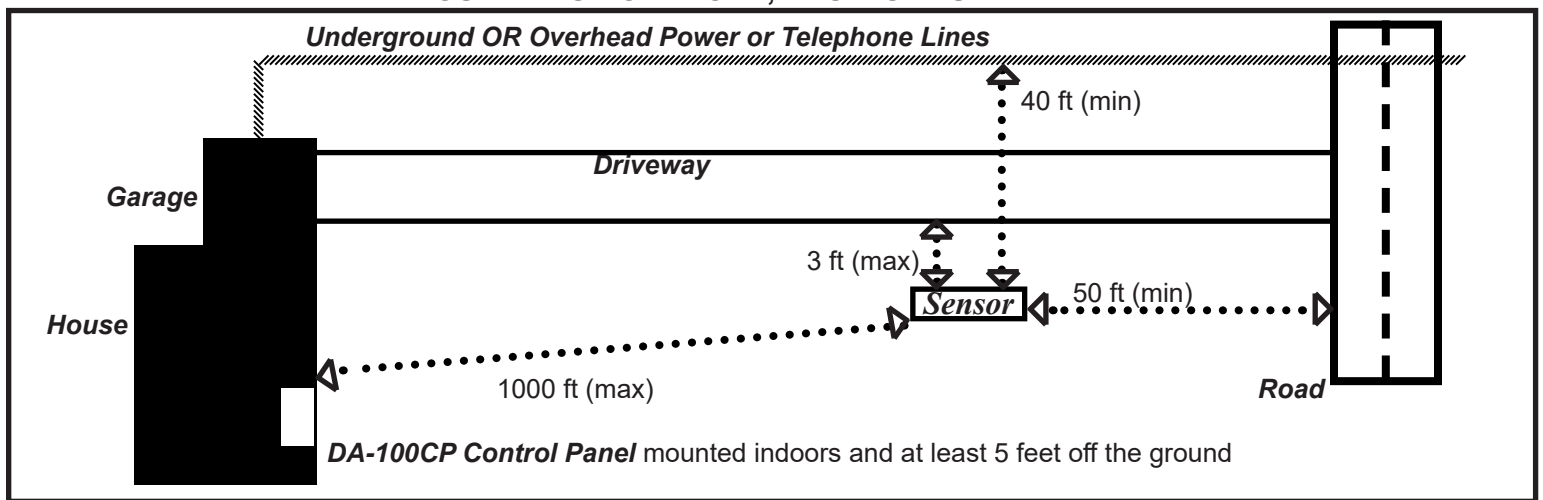 Underground OR Overhead Power or Telephone Lines
40 ft (min)
Driveway
Garage
3 ft (max)
Sensor
50 ft (min)
House
1000 ft (max)
Road
DA-100CP Control Panel mounted indoors and at least 5 feet off the ground